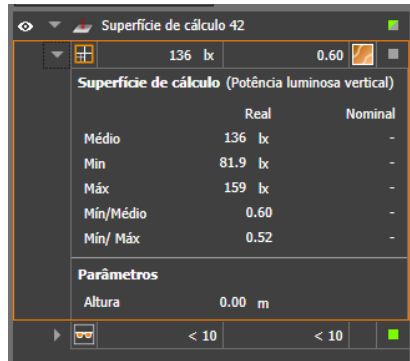 Superfície de cálculo 42
136 lx 0.60
Superfície de cálculo (Potência luminosa vertical)
Real Nominal
Médio 136 lx -
Min 81.9 lx -
Máx 159 lx -
Mín/Médio 0.60 -
Mín/ Máx 0.52 -
Parâmetros
Altura 0.00 m
< 10 < 10